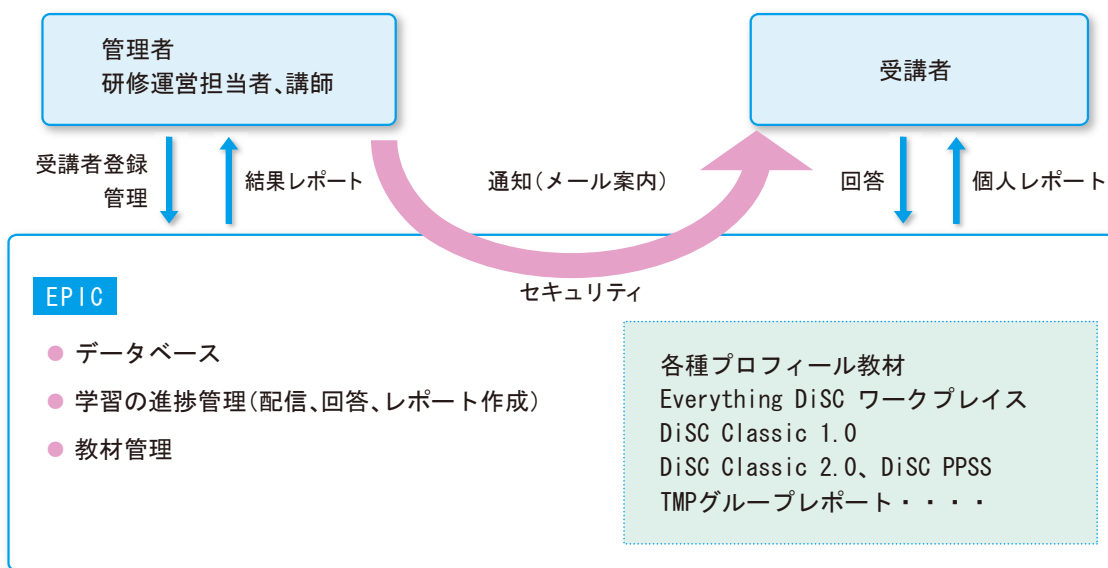 管理者
研修運営担当者、講師
受講者
受講者登録
管理
結果レポート
通知(メール案内)
回答
個人レポート
セキュリティ
EPIC
● データベース
● 学習の進捗管理(配信、回答、レポート作成)
● 教材管理
各種プロフィール教材
Everything DiSC ワークプレイス
DiSC Classic 1.0
DiSC Classic 2.0、DiSC PPSS
TMPグループレポート・・・・